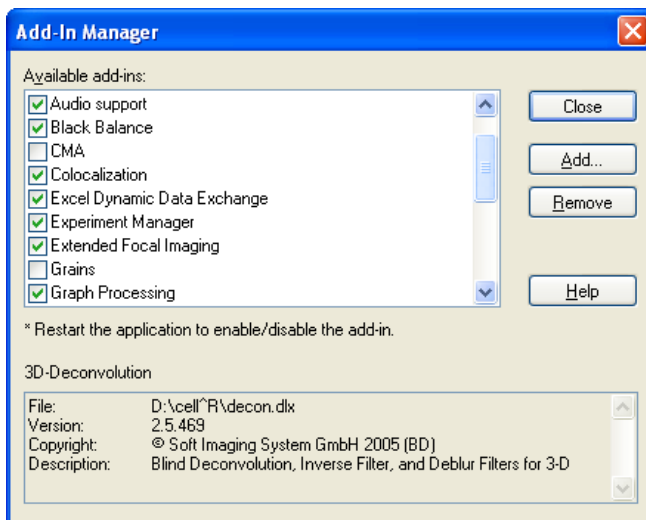 Add-In Manager
Available add-ins:
Audio support
Black Balance
CMA
Colocalization
Excel Dynamic Data Exchange
Experiment Manager
Extended Focal Imaging
Grains
Graph Processing
Close
Add...
Remove
Help
* Restart the application to enable/disable the add-in.
3D-Deconvolution
File: D:\cell^R\decon.dlx
Version: 2.5.469
Copyright: © Soft Imaging System GmbH 2005 (BD)
Description: Blind Deconvolution, Inverse Filter, and Deblur Filters for 3-D